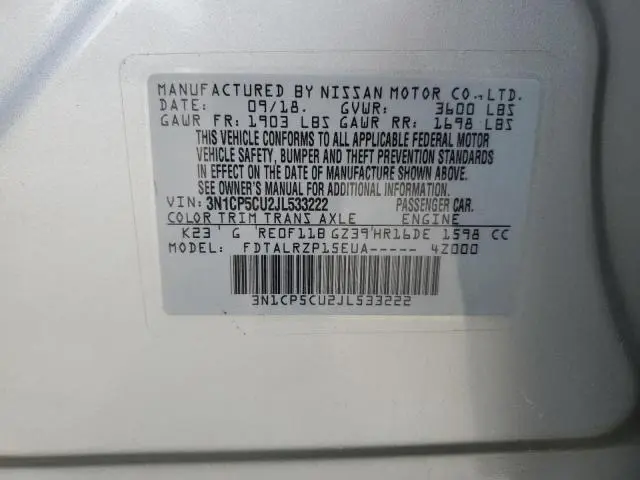 MANUFACTURED BY NISSAN MOTOR CO.,LTD.
DATE: 09/18. GVWR: 3600 LBS
GAWR FR: 1903 LBS GAWR RR: 1698 LBS
THIS VEHICLE CONFORMS TO ALL APPLICABLE FEDERAL MOTOR
VEHICLE SAFETY, BUMPER AND THEFT PREVENTION STANDARDS
IN EFFECT ON THE DATE OF MANUFACTURE SHOWN ABOVE.
SEE OWNER'S MANUAL FOR ADDITIONAL INFORMATION.
VIN: 3N1CP5CU2JL533222 PASSENGER CAR.
COLOR TRIM TRANS AXLE ENGINE
K23 G RE0F11B GZ39 HR16DE 1598 CC
MODEL: FDTALRZP15EUA----- 4Z000
3N1CP5CU2JL533222